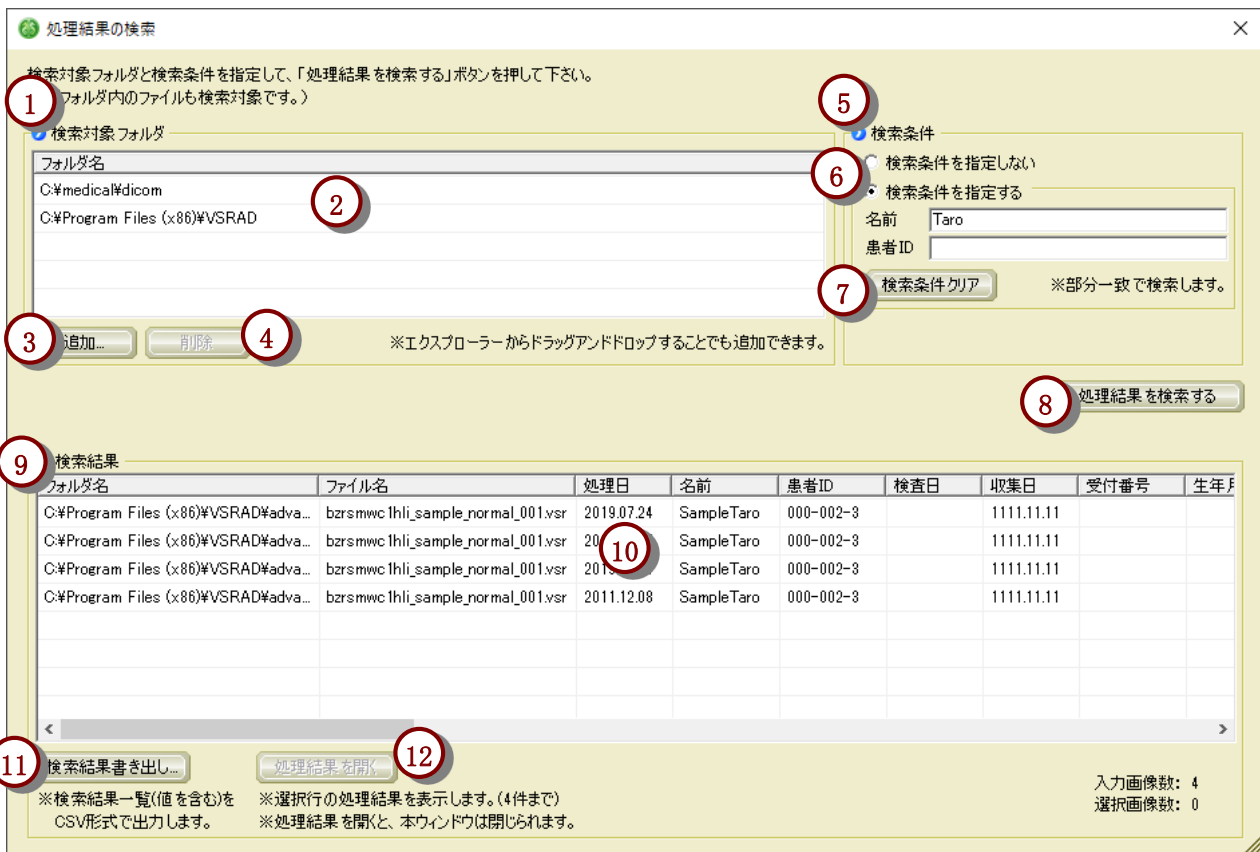 処理結果の検索
検索対象フォルダと検索条件を指定して、「処理結果を検索する」ボタンを押して下さい。
フォルダ内のファイルも検索対象です。)
1
5
検索対象フォルダ
検索条件
フォルダ名
検索条件を指定しない
6
C:¥medical¥dicom
2
検索条件を指定する
C:¥Program Files (x86)¥VSRAD
名前 Taro
患者ID
7
検索条件クリア
※部分一致で検索します。
3
追加...
削除
4
※エクスプローラーからドラッグアンドドロップすることでも追加できます。
8
処理結果を検索する
9
検索結果
フォルダ名 ファイル名 処理日 名前 患者ID 検査日 収集日 受付番号 生年月
C:¥Program Files (x86)¥VSRAD¥adva... bzrsmwc1hli_sample_normal_001.vsr 2019.07.24 SampleTaro 000-002-3 1111.11.11
C:¥Program Files (x86)¥VSRAD¥adva... bzrsmwc1hli_sample_normal_001.vsr 20 SampleTaro 000-002-3 1111.11.11
10
C:¥Program Files (x86)¥VSRAD¥adva... bzrsmwc1hli_sample_normal_001.vsr SampleTaro 000-002-3 1111.11.11
C:¥Program Files (x86)¥VSRAD¥adva... bzrsmwc1hli_sample_normal_001.vsr 2011.12.08 SampleTaro 000-002-3 1111.11.11
11
検索結果書き出し...
処理結果を開く
12
※検索結果一覧(値を含む)を
CSV形式で出力します。
※選択行の処理結果を表示します。(4件まで)
※処理結果を開くと、本ウィンドウは閉じられます。
入力画像数: 4
選択画像数: 0